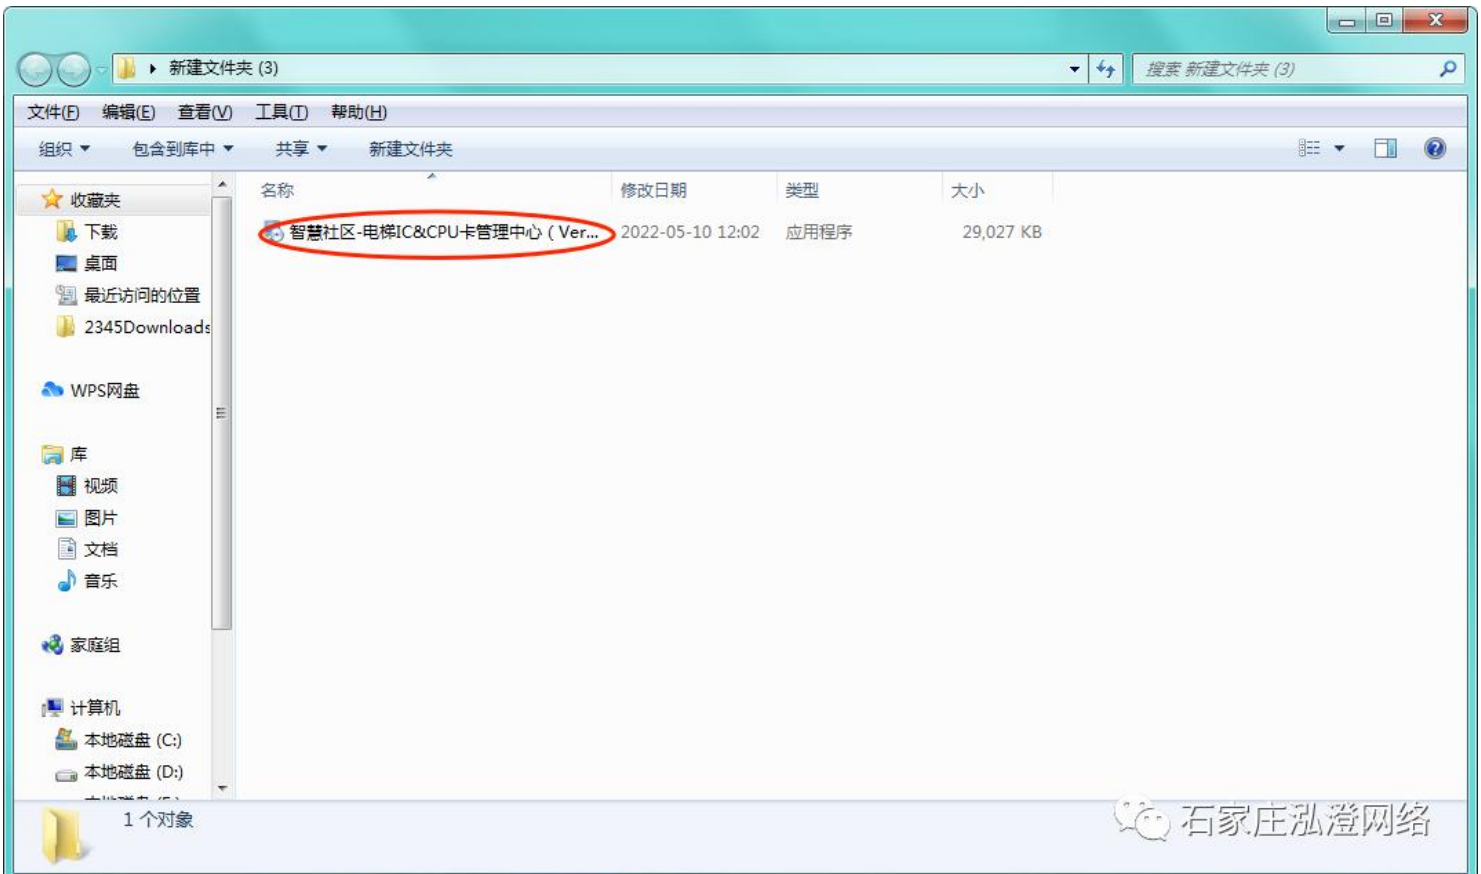 新建文件夹 (3)
搜索 新建文件夹 (3)
文件(F) 编辑(E) 查看(V) 工具(T) 帮助(H)
组织 包含到库中 共享 新建文件夹
名称 修改日期 类型 大小
收藏夹
智慧社区-电梯IC&CPU卡管理中心（Ver... 2022-05-10 12:02 应用程序 29,027 KB
下载
桌面
最近访问的位置
2345Downloads
WPS网盘
库
视频
图片
文档
音乐
家庭组
计算机
本地磁盘 (C:)
本地磁盘 (D:)
1 个对象
石家庄泓澄网络